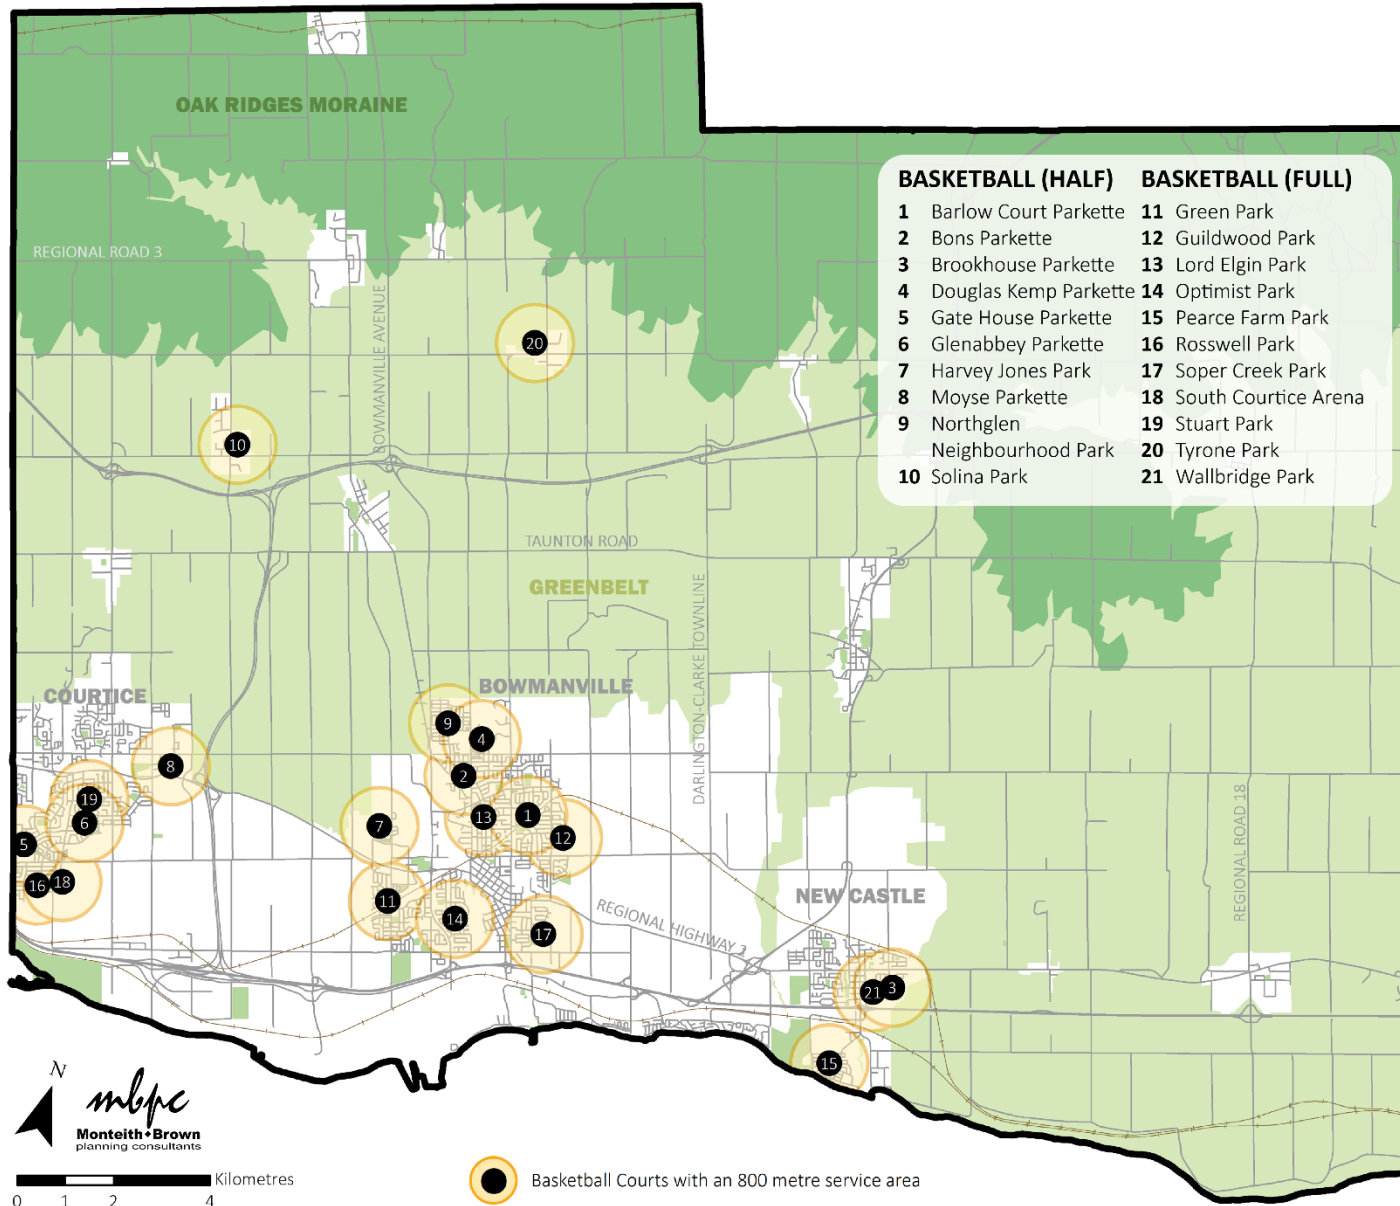 OAK RIDGES MORAINE
BASKETBALL (HALF)
1 Barlow Court Parkette
2 Bons Parkette
3 Brookhouse Parkette
4 Douglas Kemp Parkette
5 Gate House Parkette
6 Glenabbey Parkette
7 Harvey Jones Park
8 Moyse Parkette
9 Northglen
Neighbourhood Park
10 Solina Park
BASKETBALL (FULL)
11 Green Park
12 Guildwood Park
13 Lord Elgin Park
14 Optimist Park
15 Pearce Farm Park
16 Rosswell Park
17 Soper Creek Park
18 South Courtice Arena
19 Stuart Park
20 Tyrone Park
21 Wallbridge Park
REGIONAL ROAD 3
BOWMANVILLE AVENUE
20
10
TAUNTON ROAD
GREENBELT
DARLINGTON-CLARKE TOWNLINE
COURTICE
BOWMANVILLE
9
4
8
2
19
6
13
1
7
12
5
16
18
11
14
17
REGIONAL ROAD 18
NEW CASTLE
REGIONAL HIGHWAY 2
21
3
15
N
mbpc
Monteith+Brown
planning consultants
Kilometres
0 1 2 4
Basketball Courts with an 800 metre service area